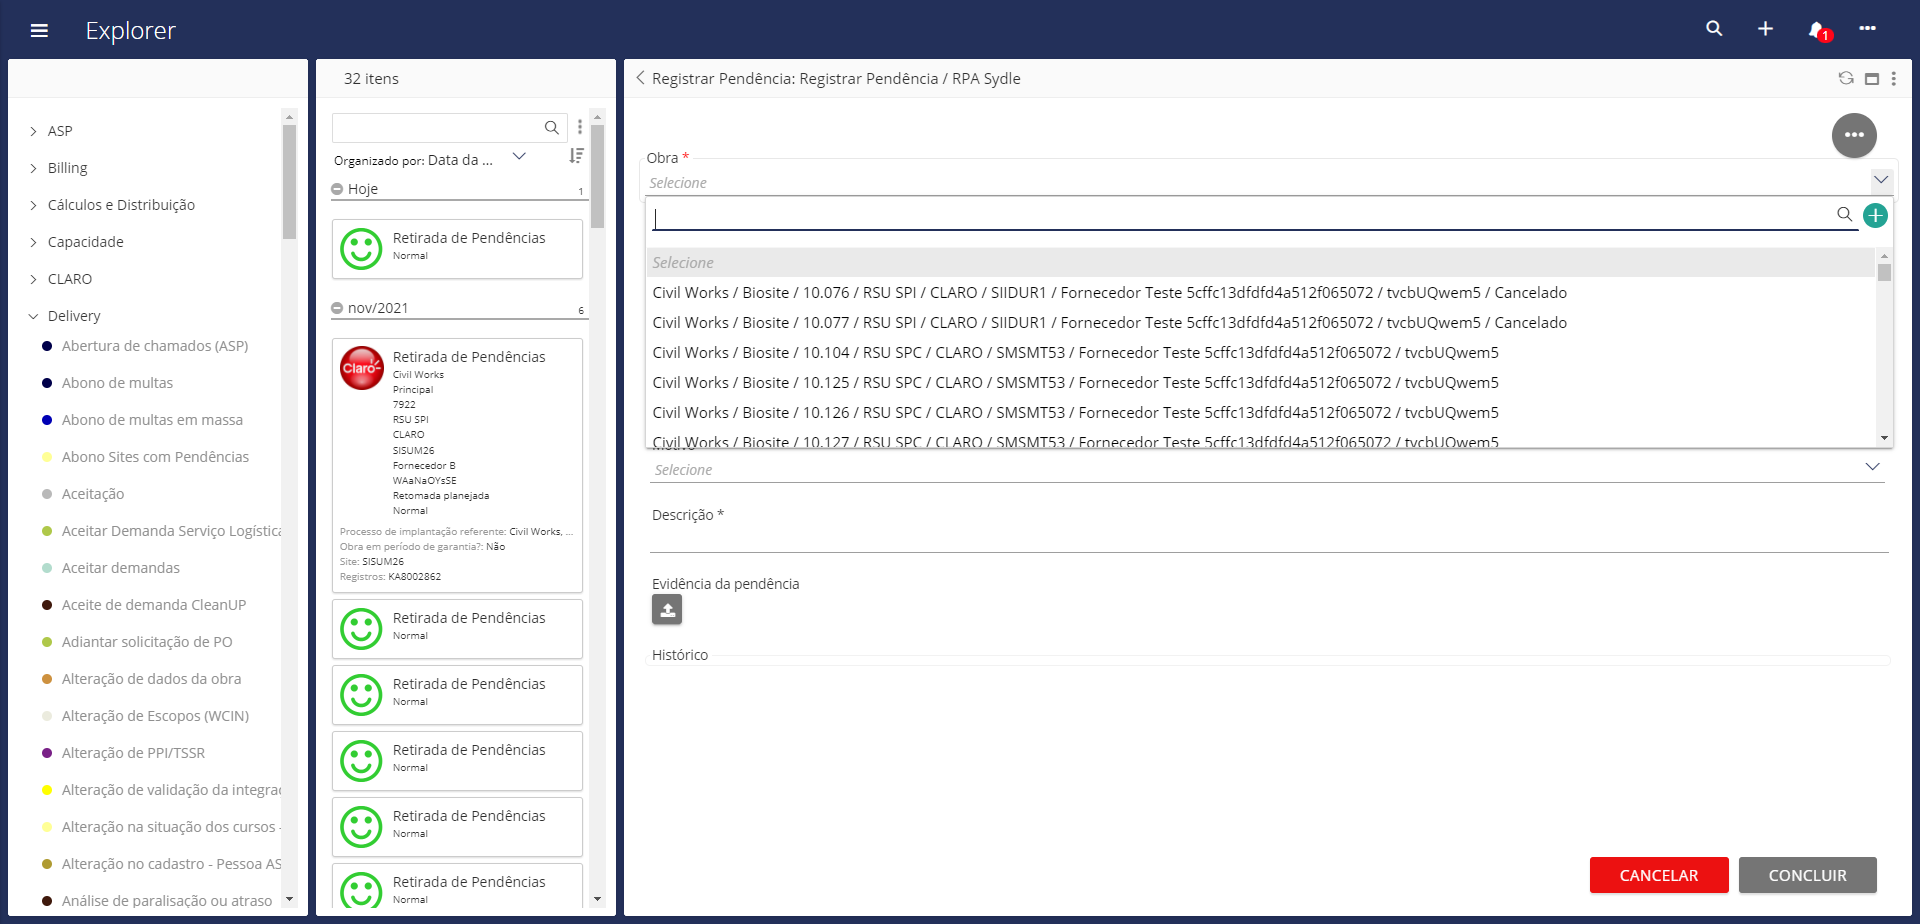 Explorer
1
ASP
Billing
Cálculos e Distribuição
Capacidade
CLARO
Delivery
Abertura de chamados (ASP)
Abono de multas
Abono de multas em massa
Abono Sites com Pendências
Aceitação
Aceitar Demanda Serviço Logística
Aceitar demandas
Aceite de demanda CleanUP
Adiantar solicitação de PO
Alteração de dados da obra
Alteração de Escopos (WCIN)
Alteração de PPI/TSSR
Alteração de validação da integrac
Alteração na situação dos cursos -
Alteração no cadastro - Pessoa AS
Análise de paralisação ou atraso
32 itens
Organizado por: Data da ...
Hoje 1
Retirada de Pendências
Normal
nov/2021 6
Claro
Retirada de Pendências
Civil Works
Principal
7922
RSU SPI
CLARO
SISUM26
Fornecedor B
WAaNaOYsSE
Retomada planejada
Normal
Processo de implantação referente: Civil Works, ...
Obra em período de garantia?: Não
Site: SISUM26
Registros: KA8002862
Retirada de Pendências
Normal
Retirada de Pendências
Normal
Retirada de Pendências
Normal
Retirada de Pendências
Normal
Retirada de Pendências
Normal
Registrar Pendência: Registrar Pendência / RPA Sydle
Obra *
Selecione
Selecione
Civil Works / Biosite / 10.076 / RSU SPI / CLARO / SIIDUR1 / Fornecedor Teste 5cffc13dfdfd4a512f065072 / tvcbUQwem5 / Cancelado
Civil Works / Biosite / 10.077 / RSU SPI / CLARO / SIIDUR1 / Fornecedor Teste 5cffc13dfdfd4a512f065072 / tvcbUQwem5 / Cancelado
Civil Works / Biosite / 10.104 / RSU SPC / CLARO / SMSMT53 / Fornecedor Teste 5cffc13dfdfd4a512f065072 / tvcbUQwem5
Civil Works / Biosite / 10.125 / RSU SPC / CLARO / SMSMT53 / Fornecedor Teste 5cffc13dfdfd4a512f065072 / tvcbUQwem5
Civil Works / Biosite / 10.126 / RSU SPC / CLARO / SMSMT53 / Fornecedor Teste 5cffc13dfdfd4a512f065072 / tvcbUQwem5
Civil Works / Biosite / 10.127 / RSU SPC / CLARO / SMSMT53 / Fornecedor Teste 5cffc13dfdfd4a512f065072 / tvcbUQwem5
Motivo
Selecione
Descrição *
Evidência da pendência
Histórico
CANCELAR
CONCLUIR